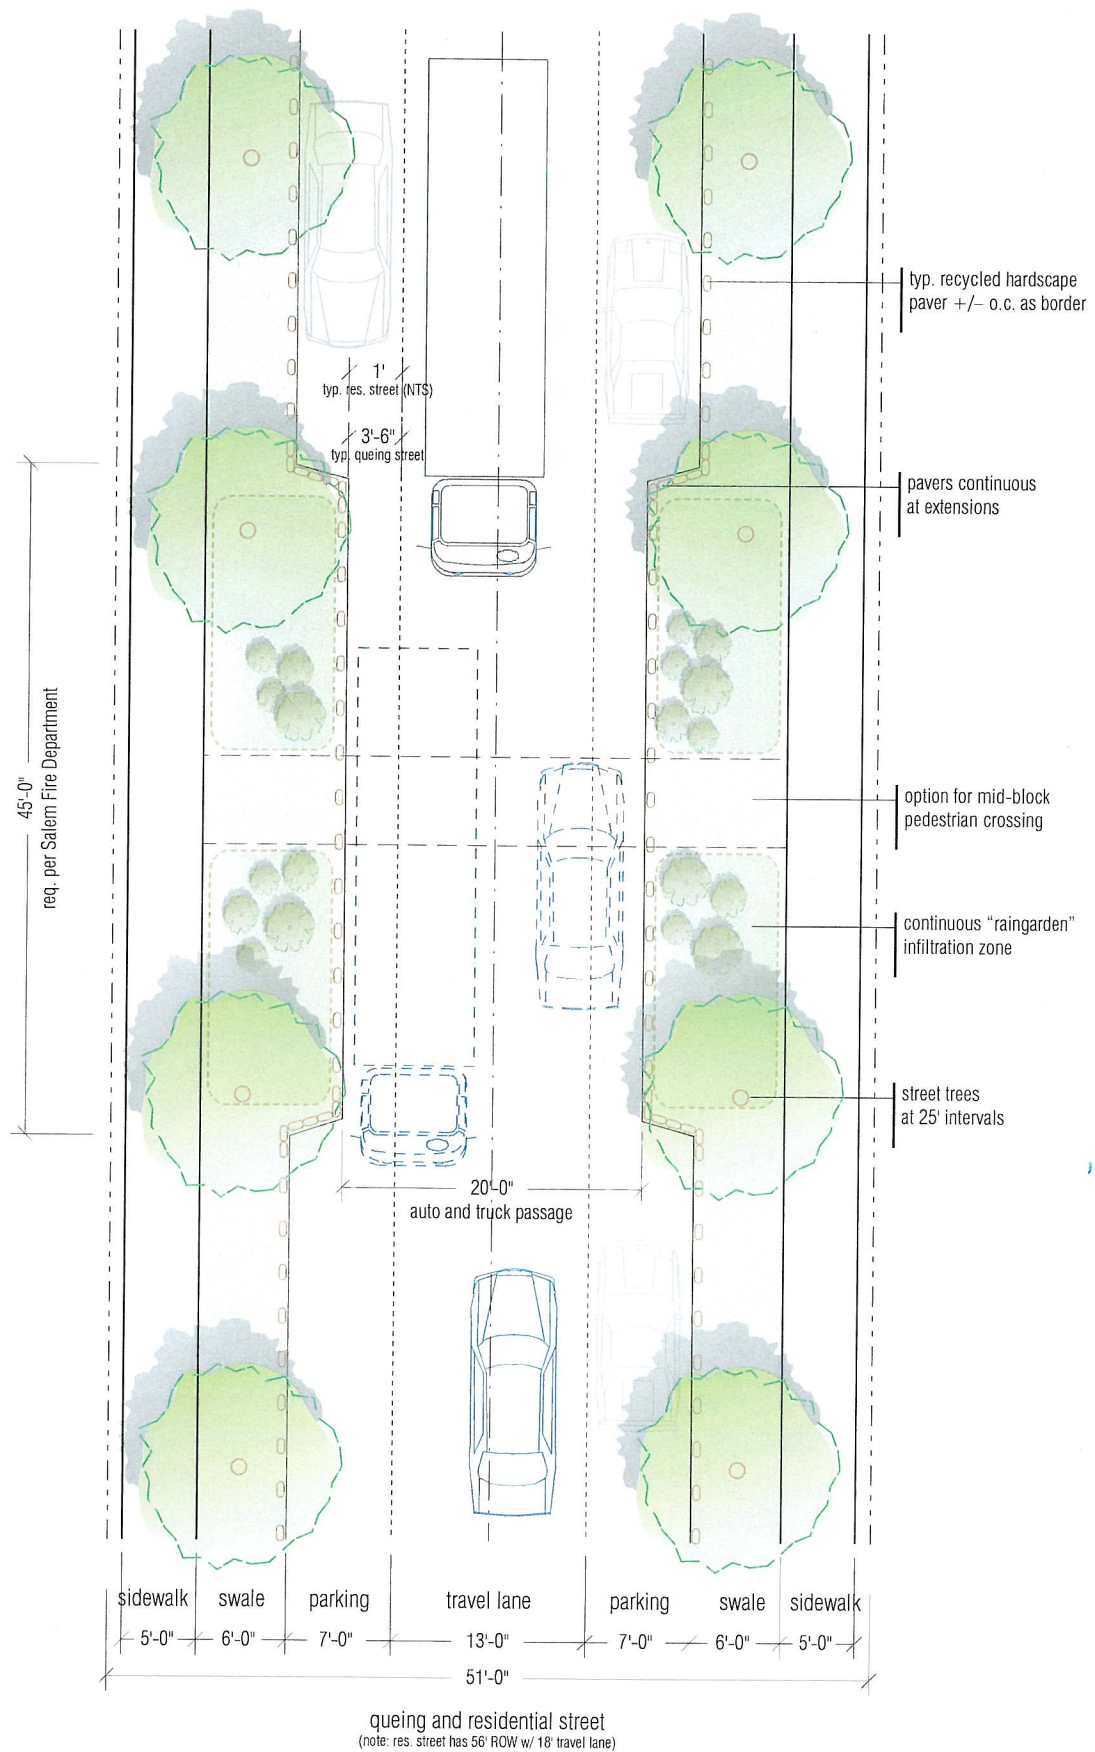 typ. recycled hardscape
paver +/– o.c. as border
1'
typ. res. street (NTS)
3'-6"
typ. queing street
pavers continuous
at extensions
45'-0"
req. per Salem Fire Department
option for mid-block
pedestrian crossing
continuous “raingarden”
infiltration zone
street trees
at 25' intervals
20'-0"
auto and truck passage
sidewalk swale parking travel lane parking swale sidewalk
5'-0" 6'-0" 7'-0" 13'-0" 7'-0" 6'-0" 5'-0"
51'-0"
queing and residential street
(note: res. street has 56' ROW w/ 18' travel lane)